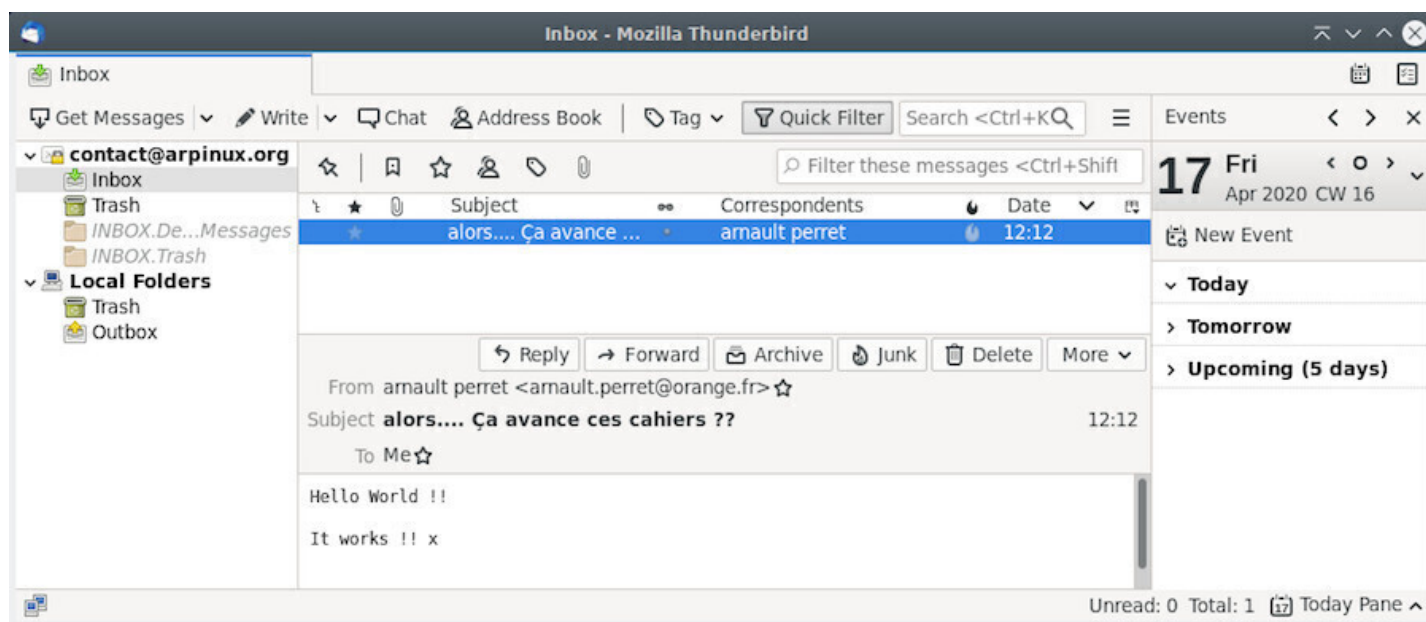 Inbox - Mozilla Thunderbird
Inbox
Get Messages Write Chat Address Book Tag Quick Filter Search <Ctrl+K
Events
contact@arpinux.org
Inbox
Trash
INBOX.De...Messages
INBOX.Trash
Local Folders
Trash
Outbox
Filter these messages <Ctrl+Shift
Subject Correspondents Date
alors.... Ça avance ... arnault perret 12:12
Reply Forward Archive Junk Delete More
From arnault perret <arnault.perret@orange.fr>
Subject alors.... Ça avance ces cahiers ?? 12:12
To Me
Hello World !!
It works !! x
17 Fri
Apr 2020 CW 16
New Event
Today
Tomorrow
Upcoming (5 days)
Unread: 0 Total: 1 17 Today Pane